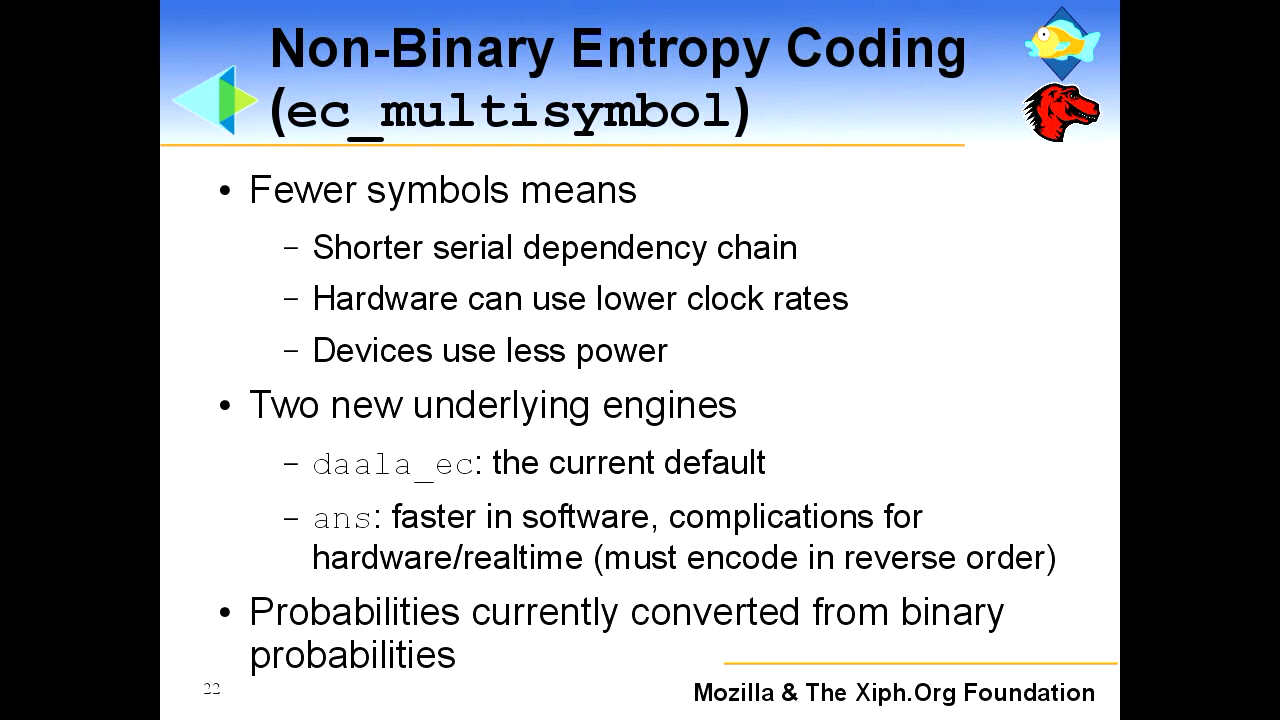 Non-Binary Entropy Coding
(ec_multisymbol)
• Fewer symbols means
– Shorter serial dependency chain
– Hardware can use lower clock rates
– Devices use less power
• Two new underlying engines
– daala_ec: the current default
– ans: faster in software, complications for
hardware/realtime (must encode in reverse order)
• Probabilities currently converted from binary
probabilities
22
Mozilla & The Xiph.Org Foundation